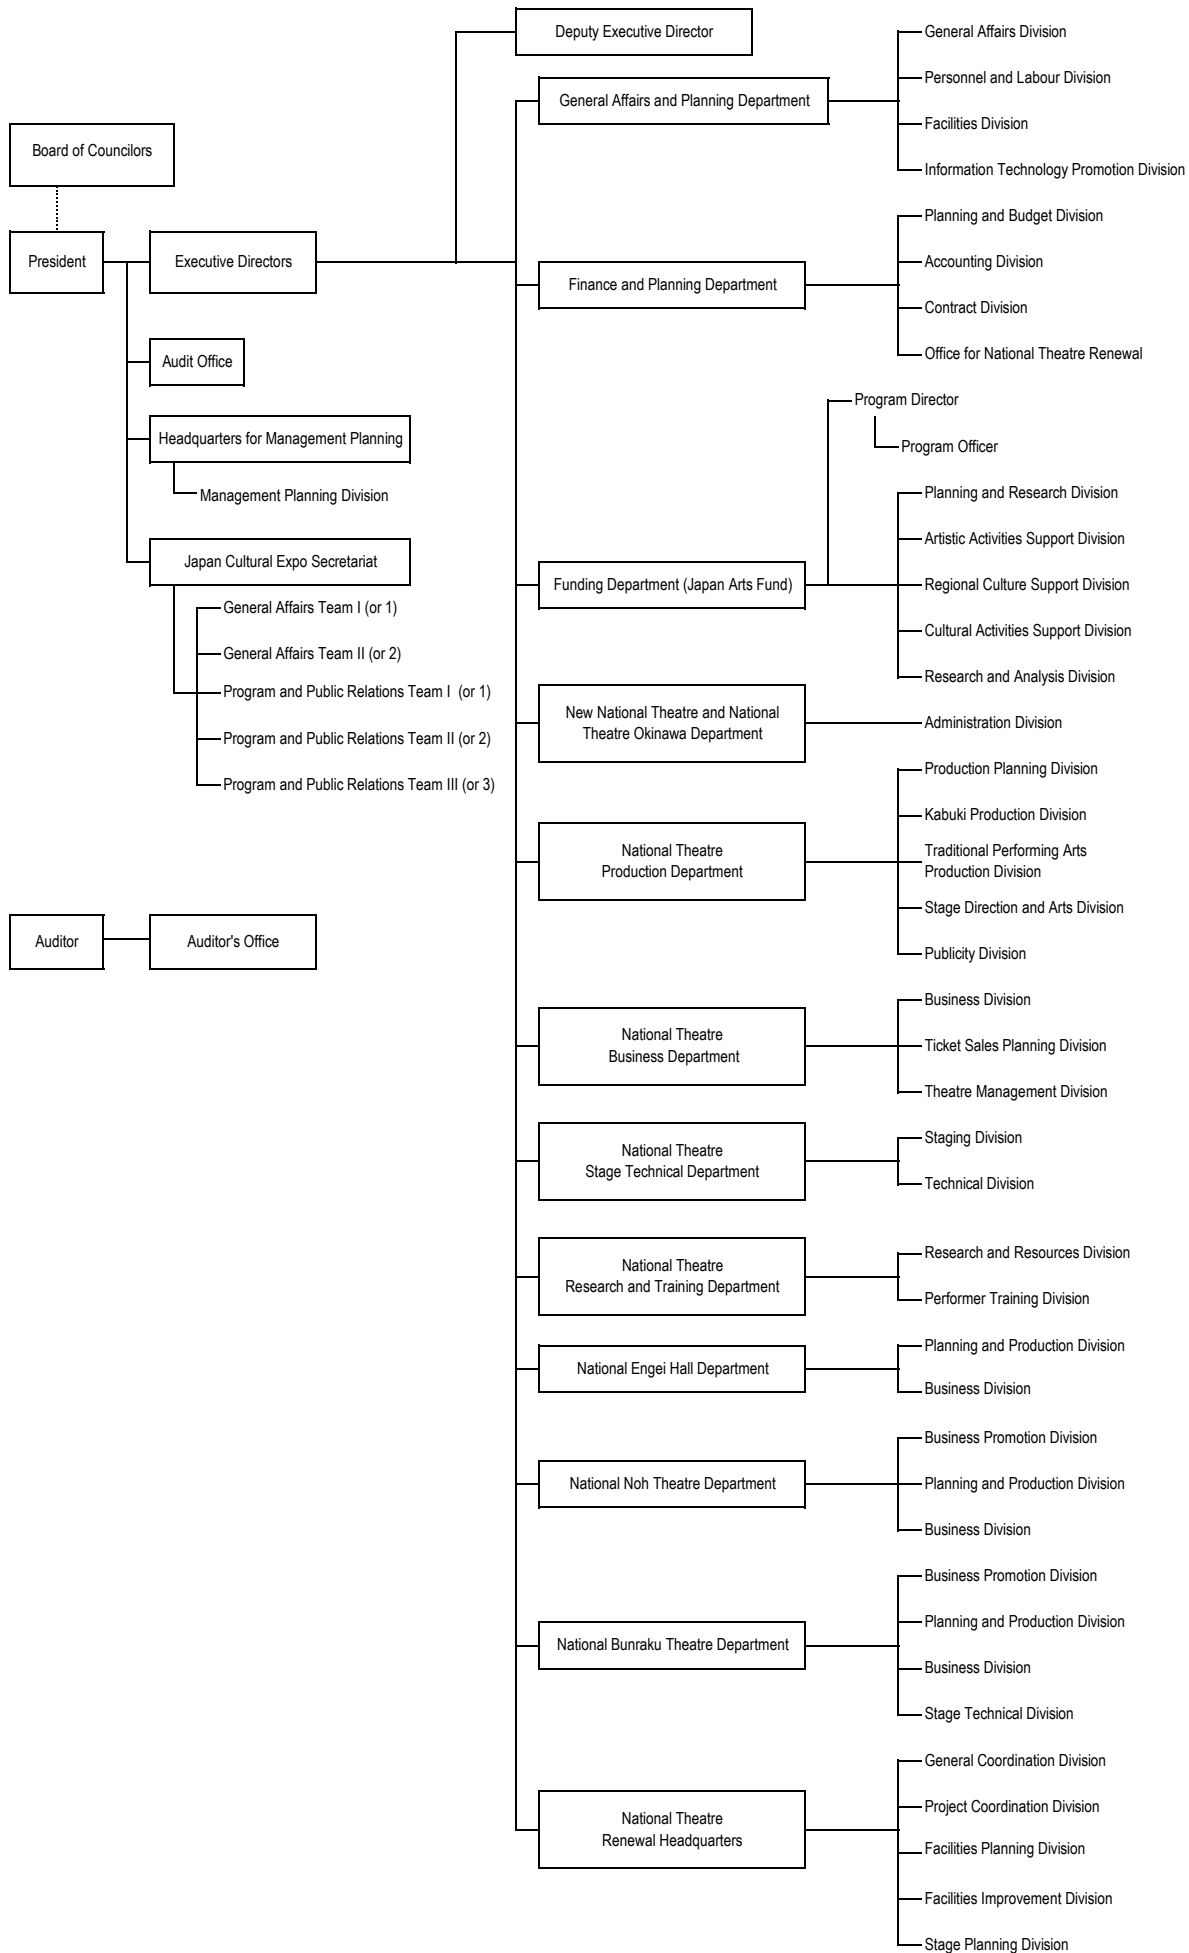 Board of Councilors
President
Executive Directors
Audit Office
Headquarters for Management Planning
Management Planning Division
Japan Cultural Expo Secretariat
General Affairs Team I (or 1)
General Affairs Team II (or 2)
Program and Public Relations Team I (or 1)
Program and Public Relations Team II (or 2)
Program and Public Relations Team III (or 3)
Auditor
Auditor's Office
Deputy Executive Director
General Affairs and Planning Department
General Affairs Division
Personnel and Labour Division
Facilities Division
Information Technology Promotion Division
Finance and Planning Department
Planning and Budget Division
Accounting Division
Contract Division
Office for National Theatre Renewal
Funding Department (Japan Arts Fund)
Program Director
Program Officer
Planning and Research Division
Artistic Activities Support Division
Regional Culture Support Division
Cultural Activities Support Division
Research and Analysis Division
New National Theatre and National
Theatre Okinawa Department
Administration Division
National Theatre
Production Department
Production Planning Division
Kabuki Production Division
Traditional Performing Arts
Production Division
Stage Direction and Arts Division
Publicity Division
National Theatre
Business Department
Business Division
Ticket Sales Planning Division
Theatre Management Division
National Theatre
Stage Technical Department
Staging Division
Technical Division
National Theatre
Research and Training Department
Research and Resources Division
Performer Training Division
National Engei Hall Department
Planning and Production Division
Business Division
National Noh Theatre Department
Business Promotion Division
Planning and Production Division
Business Division
National Bunraku Theatre Department
Business Promotion Division
Planning and Production Division
Business Division
Stage Technical Division
National Theatre
Renewal Headquarters
General Coordination Division
Project Coordination Division
Facilities Planning Division
Facilities Improvement Division
Stage Planning Division